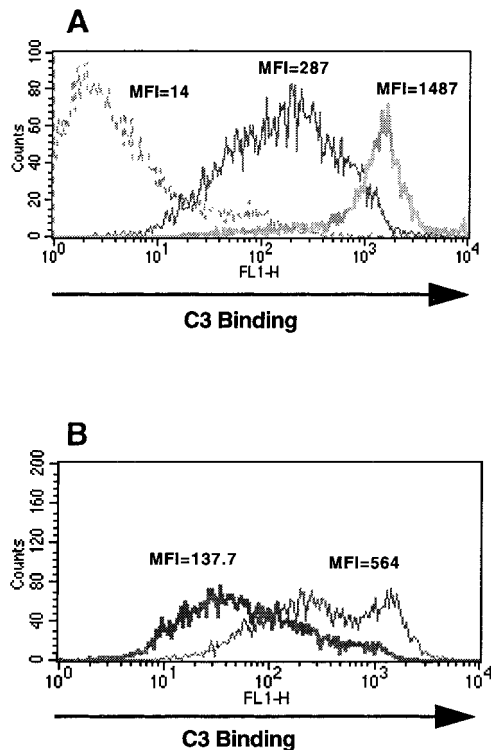 A
MFI=14
MFI=287
MFI=1487
Counts
100
80
60
40
20
0
10^0 10^1 10^2 10^3 10^4
FL1-H
C3 Binding
B
MFI=137.7
MFI=564
Counts
200
160
120
80
40
0
10^0 10^1 10^2 10^3 10^4
FL1-H
C3 Binding